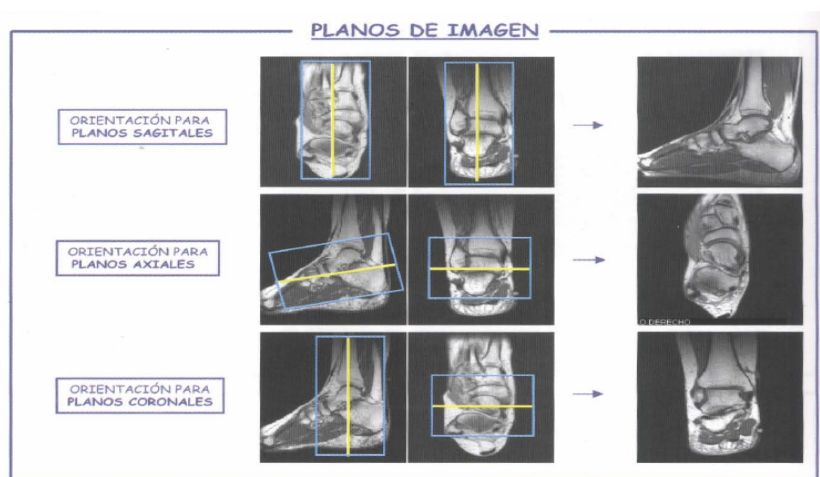 PLANOS DE IMAGEN
ORIENTACIÓN PARA
PLANOS SAGITALES
ORIENTACIÓN PARA
PLANOS AXIALES
O DERECHO
ORIENTACIÓN PARA
PLANOS CORONALES